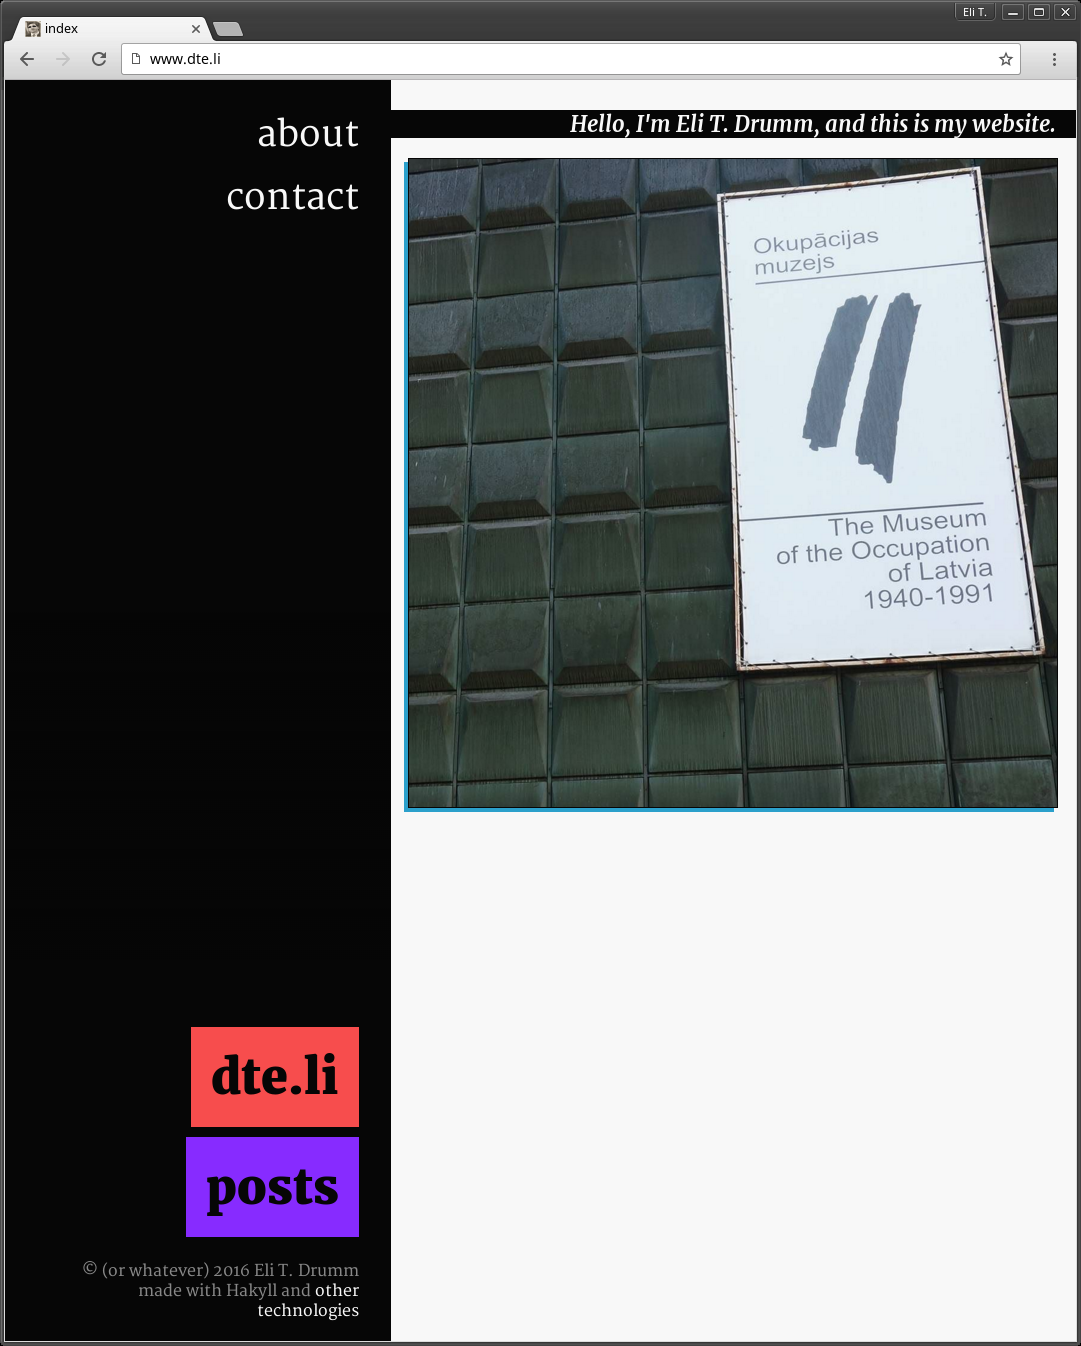 Eli T.
index
www.dte.li
about
contact
Hello, I'm Eli T. Drumm, and this is my website.
Okupācijas
muzejs
The Museum
of the Occupation
of Latvia
1940-1991
dte.li
posts
© (or whatever) 2016 Eli T. Drumm
made with Hakyll and other
technologies